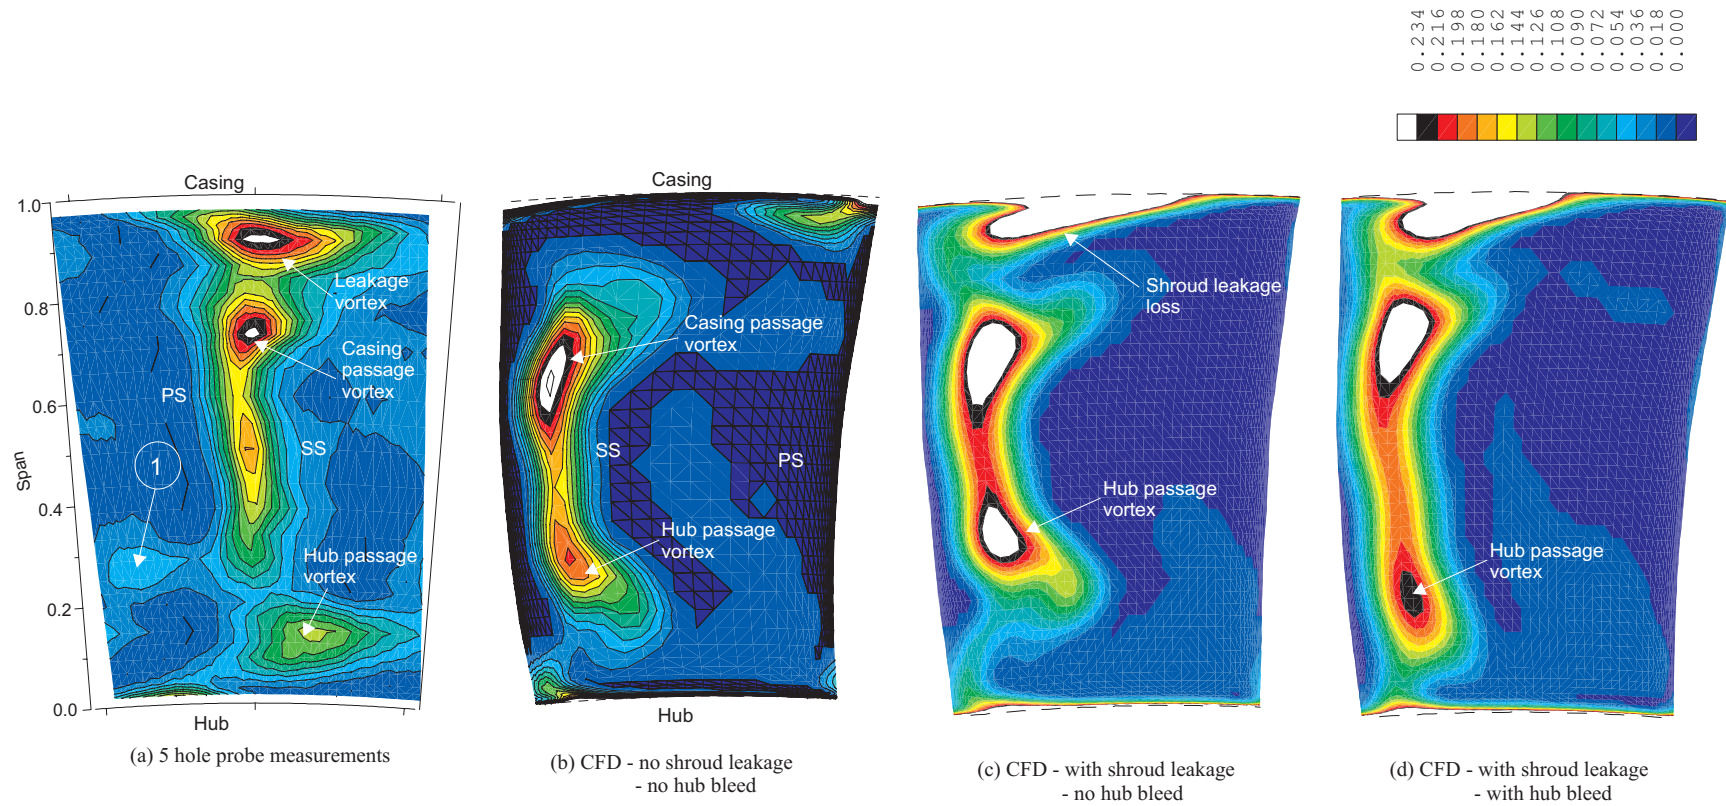 0.234
0.216
0.198
0.180
0.162
0.144
0.126
0.108
0.090
0.072
0.054
0.036
0.018
0.000
Casing
1.0
0.8
0.6
0.4
0.2
0.0
Span
Leakage
vortex
Casing
passage
vortex
PS
SS
1
Hub passage
vortex
Hub
(a) 5 hole probe measurements
Casing
Casing passage
vortex
SS
PS
Hub passage
vortex
Hub
(b) CFD - no shroud leakage
- no hub bleed
Shroud leakage
loss
Hub passage
vortex
(c) CFD - with shroud leakage
- no hub bleed
Hub passage
vortex
(d) CFD - with shroud leakage
- with hub bleed